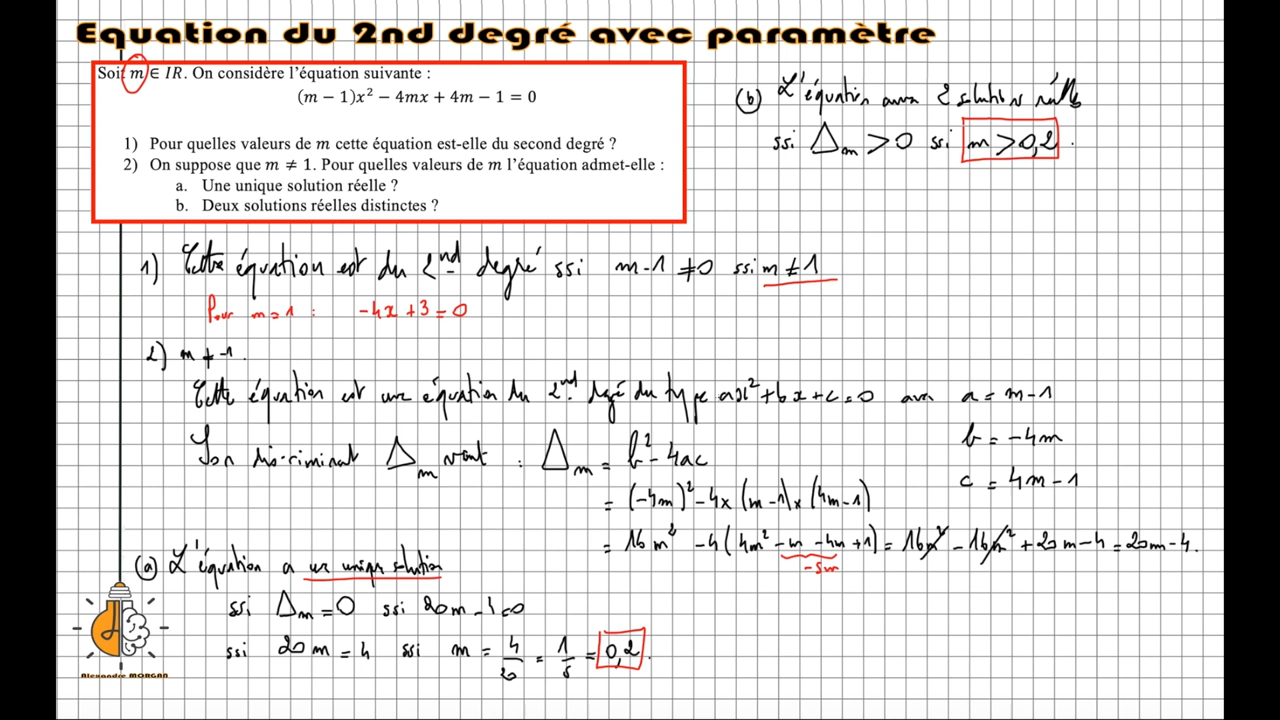 Equation du 2nd degré avec paramètre
Soit m ∈ IR. On considère l'équation suivante :
(m − 1)x² − 4mx + 4m − 1 = 0
1) Pour quelles valeurs de m cette équation est-elle du second degré ?
2) On suppose que m ≠ 1. Pour quelles valeurs de m l'équation admet-elle :
a. Une unique solution réelle ?
b. Deux solutions réelles distinctes ?
1) Cette équation est du 2nd degré ssi m-1 ≠ 0 ssi m ≠ 1
Pour m = 1 : -4x + 3 = 0
2) m ≠ 1.
Cette équation est une équation du 2nd degré du type ax² + bx + c = 0 avec a = m - 1
b = -4m
c = 4m - 1
Son discriminant Δm vaut : Δm = b² - 4ac
= (-4m)² - 4 x (m - 1) x (4m - 1)
= 16m² - 4(4m² - m - 4m + 1) = 16m² - 16m² + 20m - 4 = 20m - 4.
-5m
(a) L'équation a une unique solution
ssi Δm = 0 ssi 20m - 4 = 0
ssi 20m = 4 ssi m = 4/20 = 1/5 = 0,2.
(b) L'équation aura 2 solutions réelles
ssi Δm > 0 ssi m > 0,2.
Alexandre MORGAN